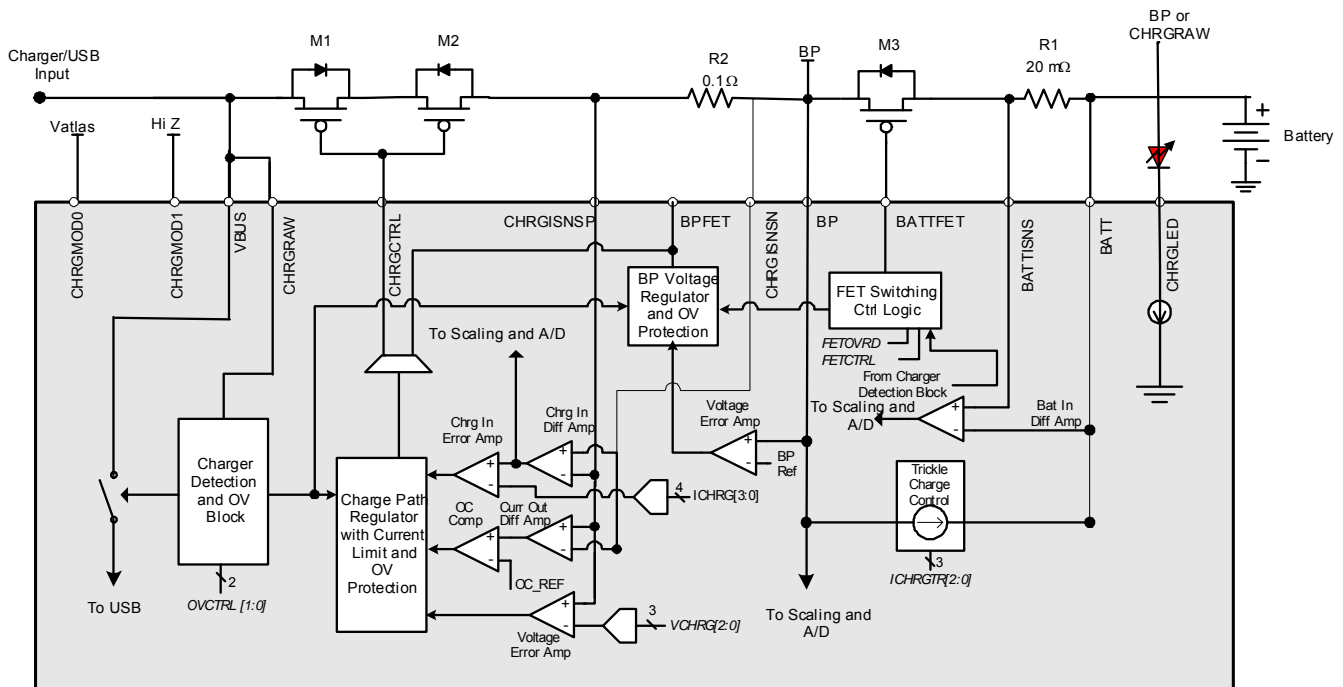 BP or
CHRGRAW
Charger/USB
Input
M1
M2
R2
0.1Ω
BP
M3
R1
20 mΩ
Vatlas
Hi Z
+
−
Battery
CHRGMOD0
CHRGMOD1
VBUS
CHRGRAW
CHRGCTRL
CHRGISNSP
BPFET
CHRGISNSN
BP
BATTFET
BATTISNS
BATT
CHRGLED
BP Voltage
Regulator
and OV
Protection
FET Switching
Ctrl Logic
FETOVRD
FETCTRL
From Charger
Detection Block
To Scaling and A/D
To Scaling and
A/D
+
-
Bat In
Diff Amp
Voltage
Error Amp
+
-
BP
Ref
Chrg In
Error Amp
Chrg In
Diff Amp
+
-
+
-
4
ICHRG[3:0]
Charger
Detection
and OV
Block
Charge Path
Regulator
with Current
Limit and
OV
Protection
OC
Comp
Curr Out
Diff Amp
+
-
+
-
OC_REF
Trickle
Charge
Control
3
ICHRGTR[2:0]
2
OVCTRL [1:0]
To USB
+
-
Voltage
Error Amp
3
VCHRG[2:0]
To Scaling and
A/D